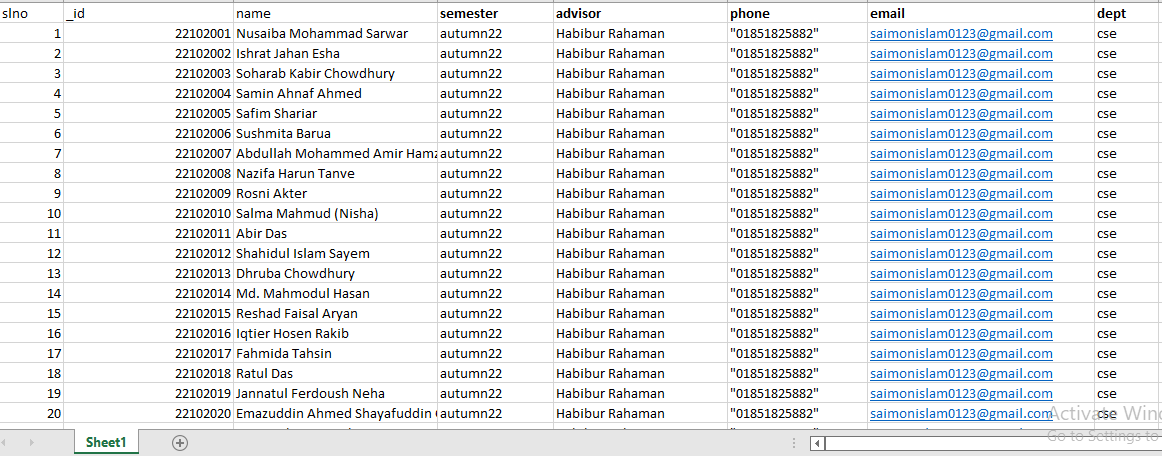 slno _id name semester advisor phone email dept
1 22102001 Nusaiba Mohammad Sarwar autumn22 Habibur Rahaman "01851825882" saimonislam0123@gmail.com cse
2 22102002 Ishrat Jahan Esha autumn22 Habibur Rahaman "01851825882" saimonislam0123@gmail.com cse
3 22102003 Soharab Kabir Chowdhury autumn22 Habibur Rahaman "01851825882" saimonislam0123@gmail.com cse
4 22102004 Samin Ahnaf Ahmed autumn22 Habibur Rahaman "01851825882" saimonislam0123@gmail.com cse
5 22102005 Safim Shariar autumn22 Habibur Rahaman "01851825882" saimonislam0123@gmail.com cse
6 22102006 Sushmita Barua autumn22 Habibur Rahaman "01851825882" saimonislam0123@gmail.com cse
7 22102007 Abdullah Mohammed Amir Hamz autumn22 Habibur Rahaman "01851825882" saimonislam0123@gmail.com cse
8 22102008 Nazifa Harun Tanve autumn22 Habibur Rahaman "01851825882" saimonislam0123@gmail.com cse
9 22102009 Rosni Akter autumn22 Habibur Rahaman "01851825882" saimonislam0123@gmail.com cse
10 22102010 Salma Mahmud (Nisha) autumn22 Habibur Rahaman "01851825882" saimonislam0123@gmail.com cse
11 22102011 Abir Das autumn22 Habibur Rahaman "01851825882" saimonislam0123@gmail.com cse
12 22102012 Shahidul Islam Sayem autumn22 Habibur Rahaman "01851825882" saimonislam0123@gmail.com cse
13 22102013 Dhruba Chowdhury autumn22 Habibur Rahaman "01851825882" saimonislam0123@gmail.com cse
14 22102014 Md. Mahmodul Hasan autumn22 Habibur Rahaman "01851825882" saimonislam0123@gmail.com cse
15 22102015 Reshad Faisal Aryan autumn22 Habibur Rahaman "01851825882" saimonislam0123@gmail.com cse
16 22102016 Iqtier Hosen Rakib autumn22 Habibur Rahaman "01851825882" saimonislam0123@gmail.com cse
17 22102017 Fahmida Tahsin autumn22 Habibur Rahaman "01851825882" saimonislam0123@gmail.com cse
18 22102018 Ratul Das autumn22 Habibur Rahaman "01851825882" saimonislam0123@gmail.com cse
19 22102019 Jannatul Ferdoush Neha autumn22 Habibur Rahaman "01851825882" saimonislam0123@gmail.com cse
20 22102020 Emazuddin Ahmed Shayafuddin autumn22 Habibur Rahaman "01851825882" saimonislam0123@gmail.com cse
Activate Win
Go to Settings to
Sheet1